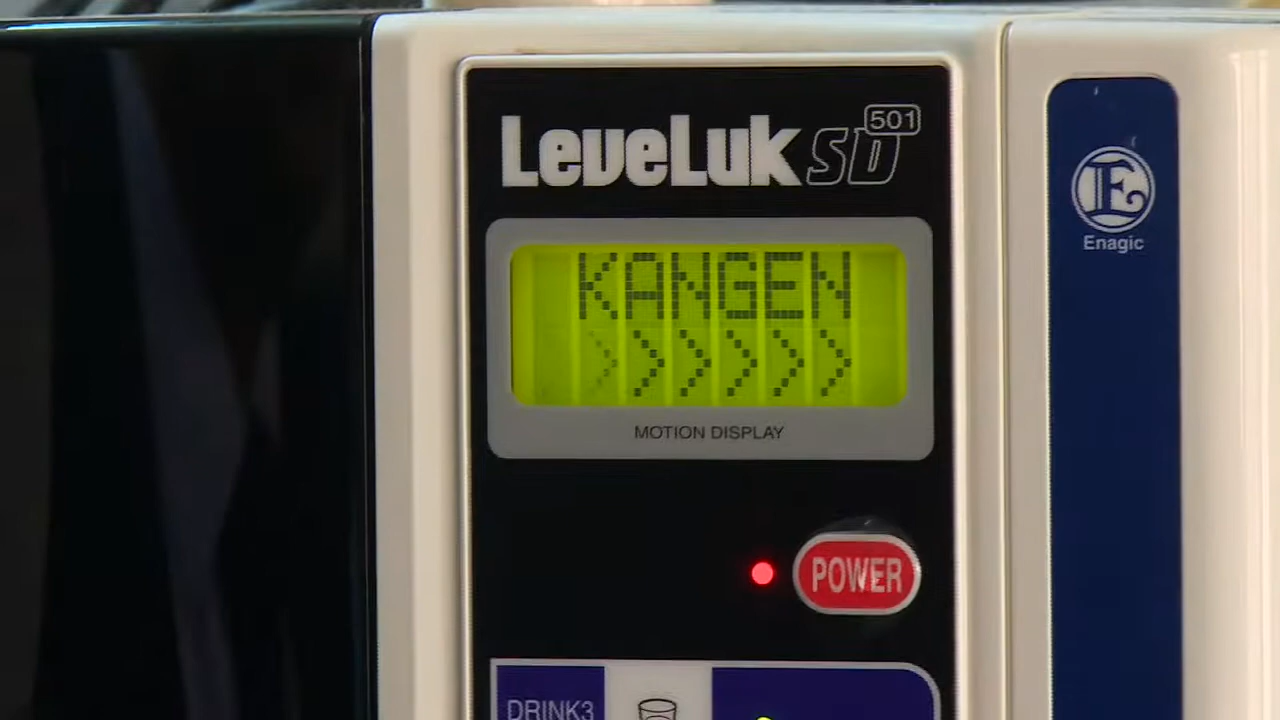 LeveLuk SD 501
KANGEN
>>>>>>
MOTION DISPLAY
POWER
DRINK3
E
Enagic